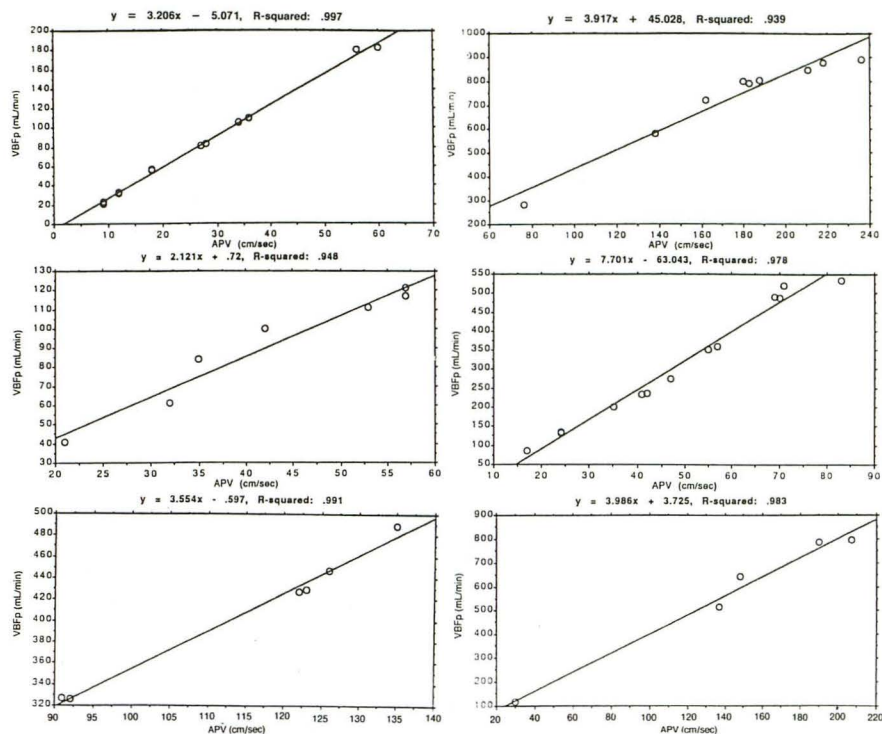 y = 3.206x - 5.071, R-squared: .997
200
180
160
140
120
100
80
60
40
20
0
VBFp (mL/min)
0 10 20 30 40 50 60 70
APV (cm/sec)
y = 3.917x + 45.028, R-squared: .939
1000
900
800
700
600
500
400
300
200
VBFp (mL/min)
60 80 100 120 140 160 180 200 220 240
APV (cm/sec)
y = 2.121x + .72, R-squared: .948
130
120
110
100
90
80
70
60
50
40
30
VBFp (mL/min)
20 25 30 35 40 45 50 55 60
APV (cm/sec)
y = 7.701x - 63.043, R-squared: .978
550
500
450
400
350
300
250
200
150
100
50
VBFp (mL/min)
10 20 30 40 50 60 70 80 90
APV (cm/sec)
y = 3.554x - .597, R-squared: .991
500
480
460
440
420
400
380
360
340
320
VBFp (mL/min)
90 95 100 105 110 115 120 125 130 135 140
APV (cm/sec)
y = 3.986x + 3.725, R-squared: .983
900
800
700
600
500
400
300
200
100
VBFp (mL/min)
20 40 60 80 100 120 140 160 180 200 220
APV (cm/sec)